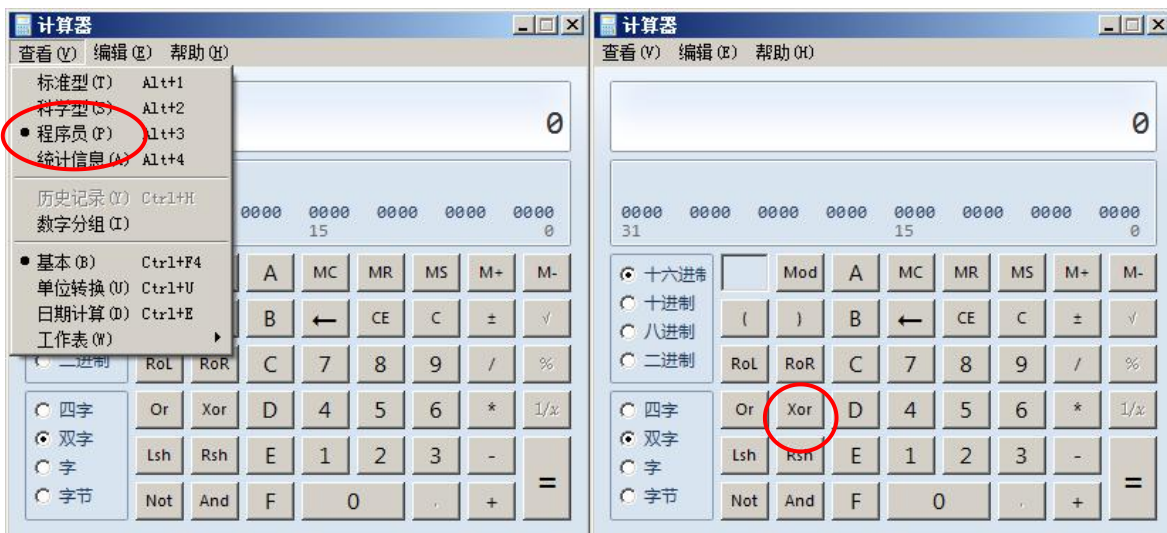 计算器
查看(V) 编辑(E) 帮助(H)
标准型(T) Alt+1
科学型(S) Alt+2
程序员(P) Alt+3
统计信息(A) Alt+4
历史记录(Y) Ctrl+H
数字分组(I)
基本(B) Ctrl+F4
单位转换(U) Ctrl+U
日期计算(D) Ctrl+E
工作表(W)
0
0000 0000 0000 0000 0000
15 0
A MC MR MS M+ M-
B ← CE C ± √
二进制 RoL RoR C 7 8 9 / %
四字 Or Xor D 4 5 6 * 1/x
双字
字 Lsh Rsh E 1 2 3 - =
字节 Not And F 0 . +
计算器
查看(V) 编辑(E) 帮助(H)
0
0000 0000 0000 0000 0000 0000 0000 0000
31 15 0
十六进制 Mod A MC MR MS M+ M-
十进制 ( ) B ← CE C ± √
八进制
二进制 RoL RoR C 7 8 9 / %
四字 Or Xor D 4 5 6 * 1/x
双字
字 Lsh Rsh E 1 2 3 - =
字节 Not And F 0 . +